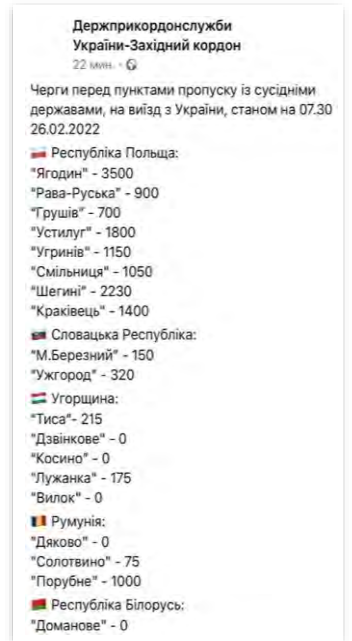 Держприкордонслужби
України-Західний кордон
22 мин. ·
Черги перед пунктами пропуску із сусідніми
державами, на виїзд з України, станом на 07.30
26.02.2022
Республіка Польща:
"Ягодин" - 3500
"Рава-Руська" - 900
"Грушів" - 700
"Устилуг" - 1800
"Угринів" - 1150
"Смільниця" - 1050
"Шегині" - 2230
"Краківець" - 1400
Словацька Республіка:
"М.Березний" - 150
"Ужгород" - 320
Угорщина:
"Тиса"- 215
"Дзвінкове" - 0
"Косино" - 0
"Лужанка" - 175
"Вилок" - 0
Румунія:
"Дяково" - 0
"Солотвино" - 75
"Порубне" - 1000
Республіка Білорусь:
"Доманове" - 0